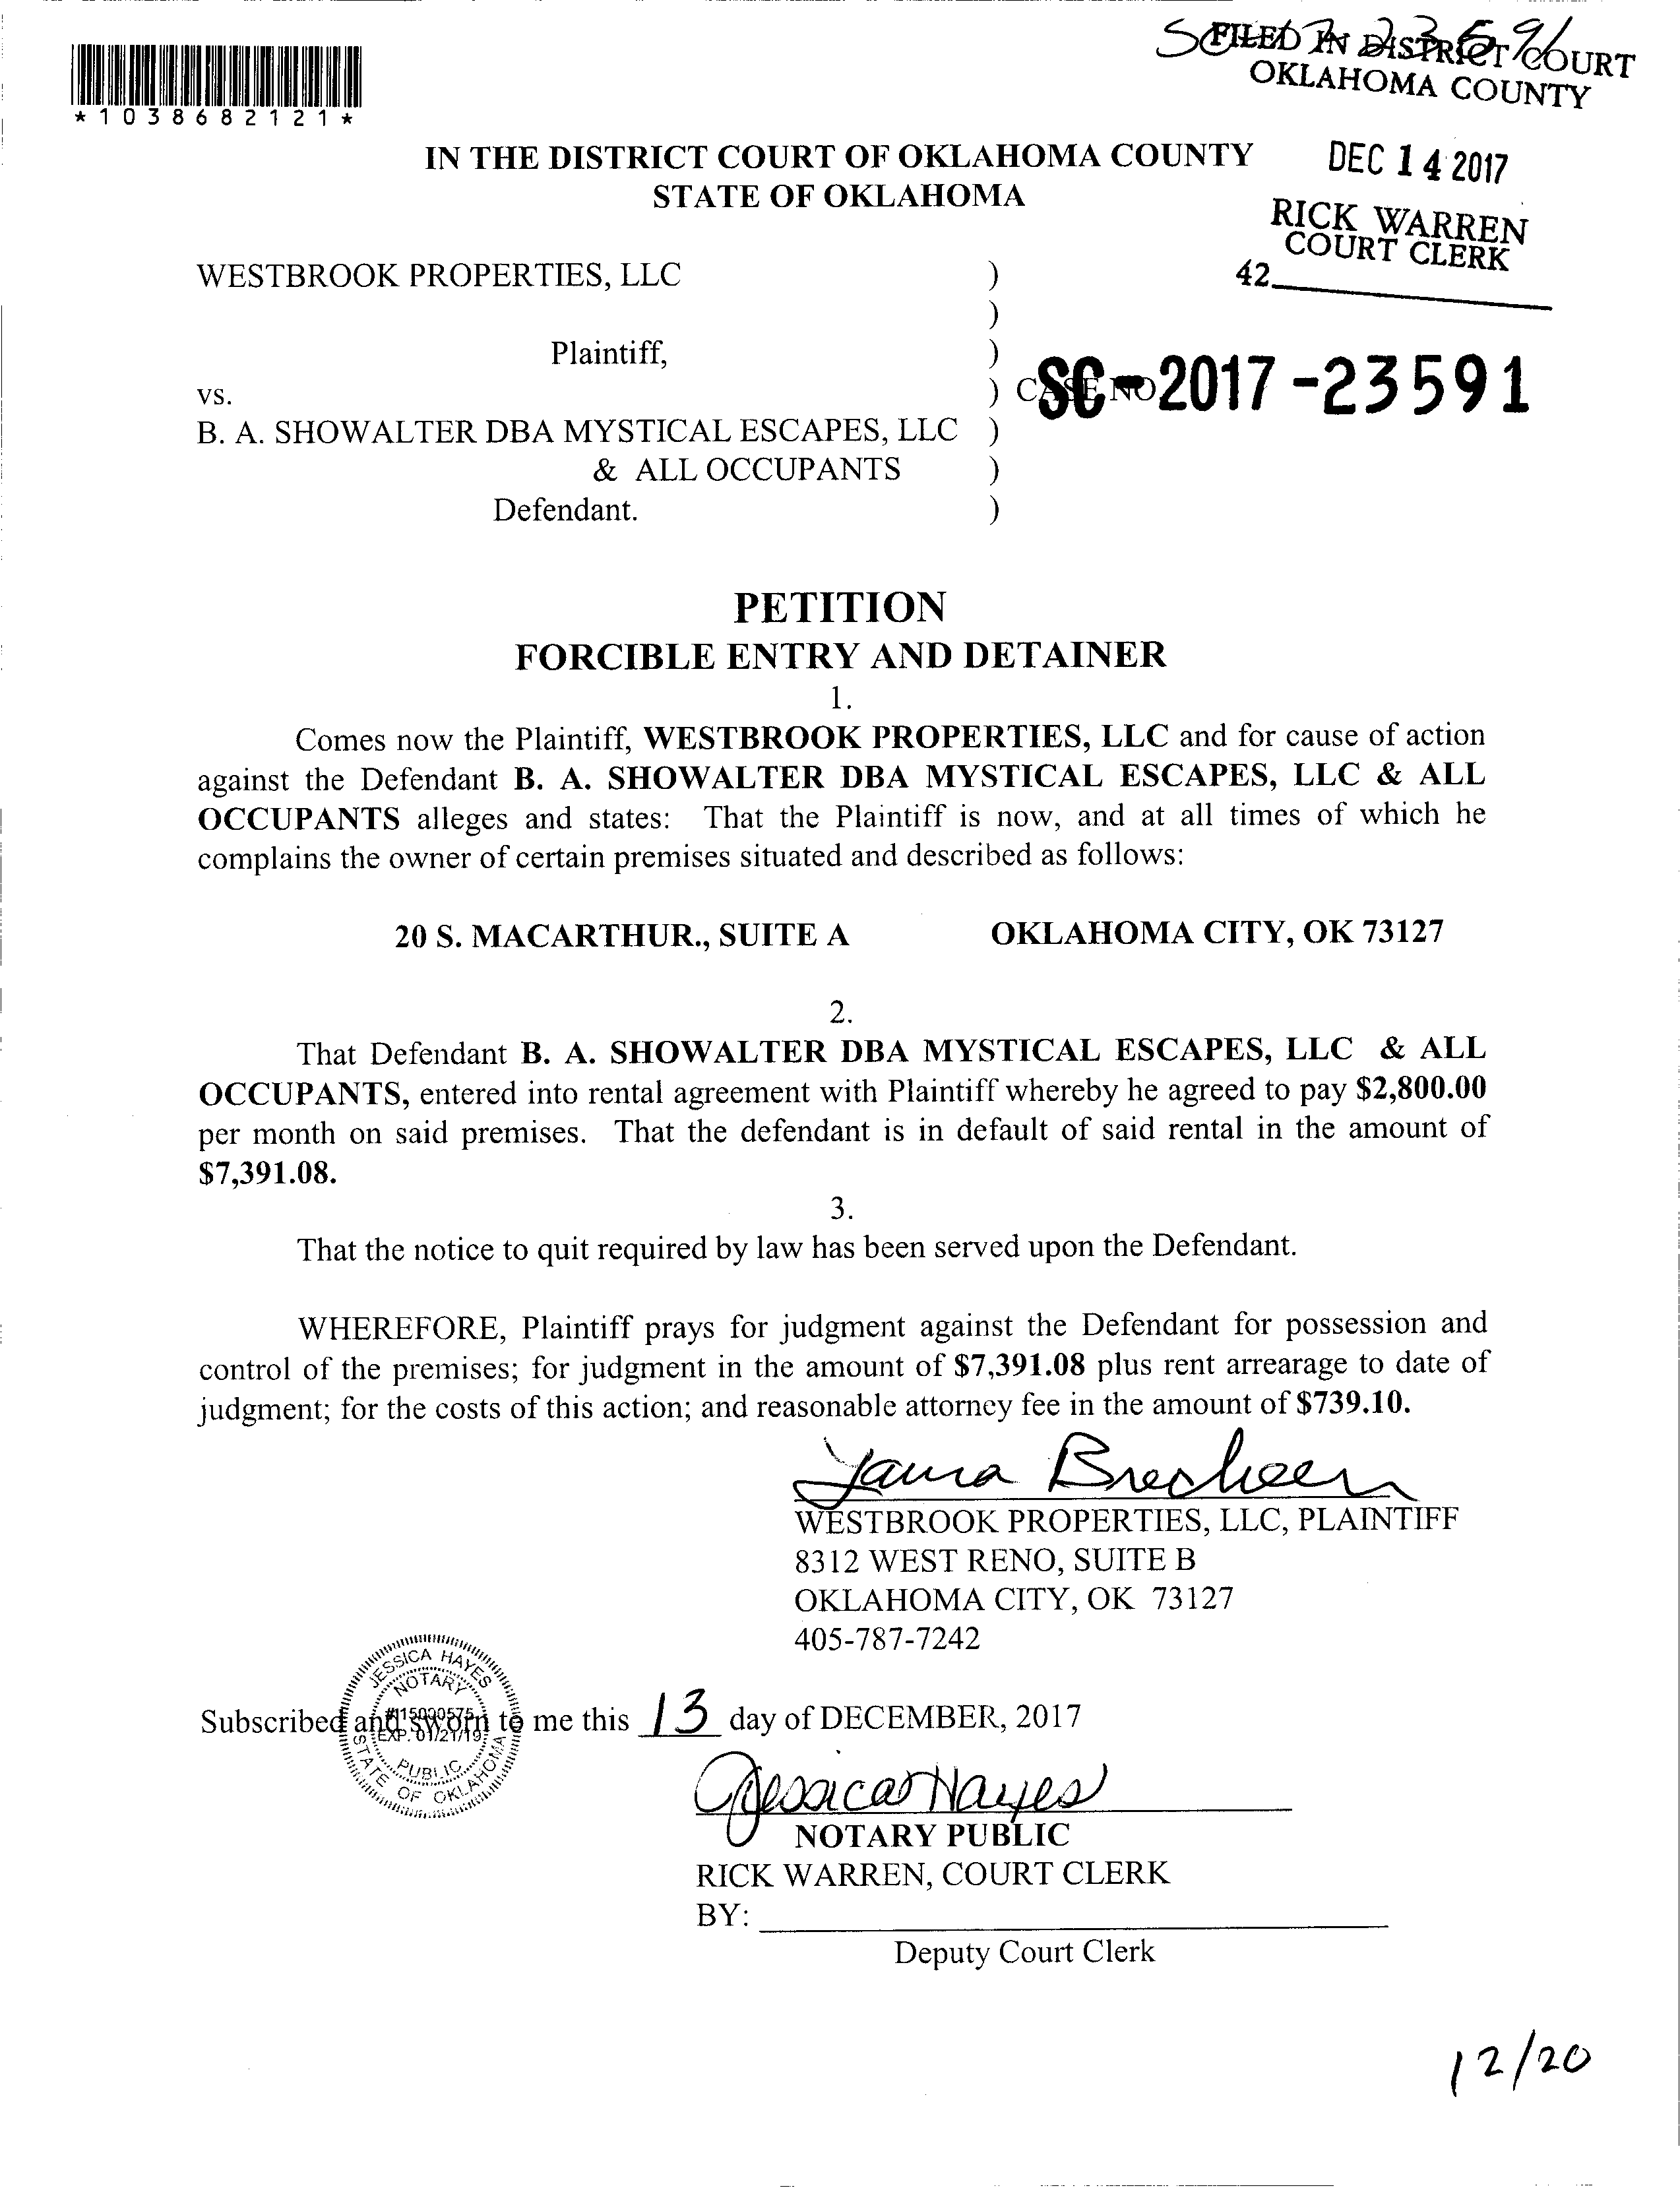 *1038682121*
FILED IN DISTRICT COURT
OKLAHOMA COUNTY
DEC 14 2017
RICK WARREN
COURT CLERK
42
IN THE DISTRICT COURT OF OKLAHOMA COUNTY
STATE OF OKLAHOMA
WESTBROOK PROPERTIES, LLC )
)
Plaintiff, )
vs. ) CASE NO SC-2017-23591
B. A. SHOWALTER DBA MYSTICAL ESCAPES, LLC )
& ALL OCCUPANTS )
Defendant. )
PETITION
FORCIBLE ENTRY AND DETAINER
1.
Comes now the Plaintiff, WESTBROOK PROPERTIES, LLC and for cause of action
against the Defendant B. A. SHOWALTER DBA MYSTICAL ESCAPES, LLC & ALL
OCCUPANTS alleges and states: That the Plaintiff is now, and at all times of which he
complains the owner of certain premises situated and described as follows:
20 S. MACARTHUR., SUITE A OKLAHOMA CITY, OK 73127
2.
That Defendant B. A. SHOWALTER DBA MYSTICAL ESCAPES, LLC & ALL
OCCUPANTS, entered into rental agreement with Plaintiff whereby he agreed to pay $2,800.00
per month on said premises. That the defendant is in default of said rental in the amount of
$7,391.08.
3.
That the notice to quit required by law has been served upon the Defendant.
WHEREFORE, Plaintiff prays for judgment against the Defendant for possession and
control of the premises; for judgment in the amount of $7,391.08 plus rent arrearage to date of
judgment; for the costs of this action; and reasonable attorney fee in the amount of $739.10.
Laura Brecheen
WESTBROOK PROPERTIES, LLC, PLAINTIFF
8312 WEST RENO, SUITE B
OKLAHOMA CITY, OK 73127
405-787-7242
JESSICA HAYES
NOTARY
EXP. 01/21/19
PUBLIC
STATE OF OKLAHOMA
Subscribed and sworn to me this 13 day of DECEMBER, 2017
Jessica Hayes
NOTARY PUBLIC
RICK WARREN, COURT CLERK
BY:
Deputy Court Clerk
12/20